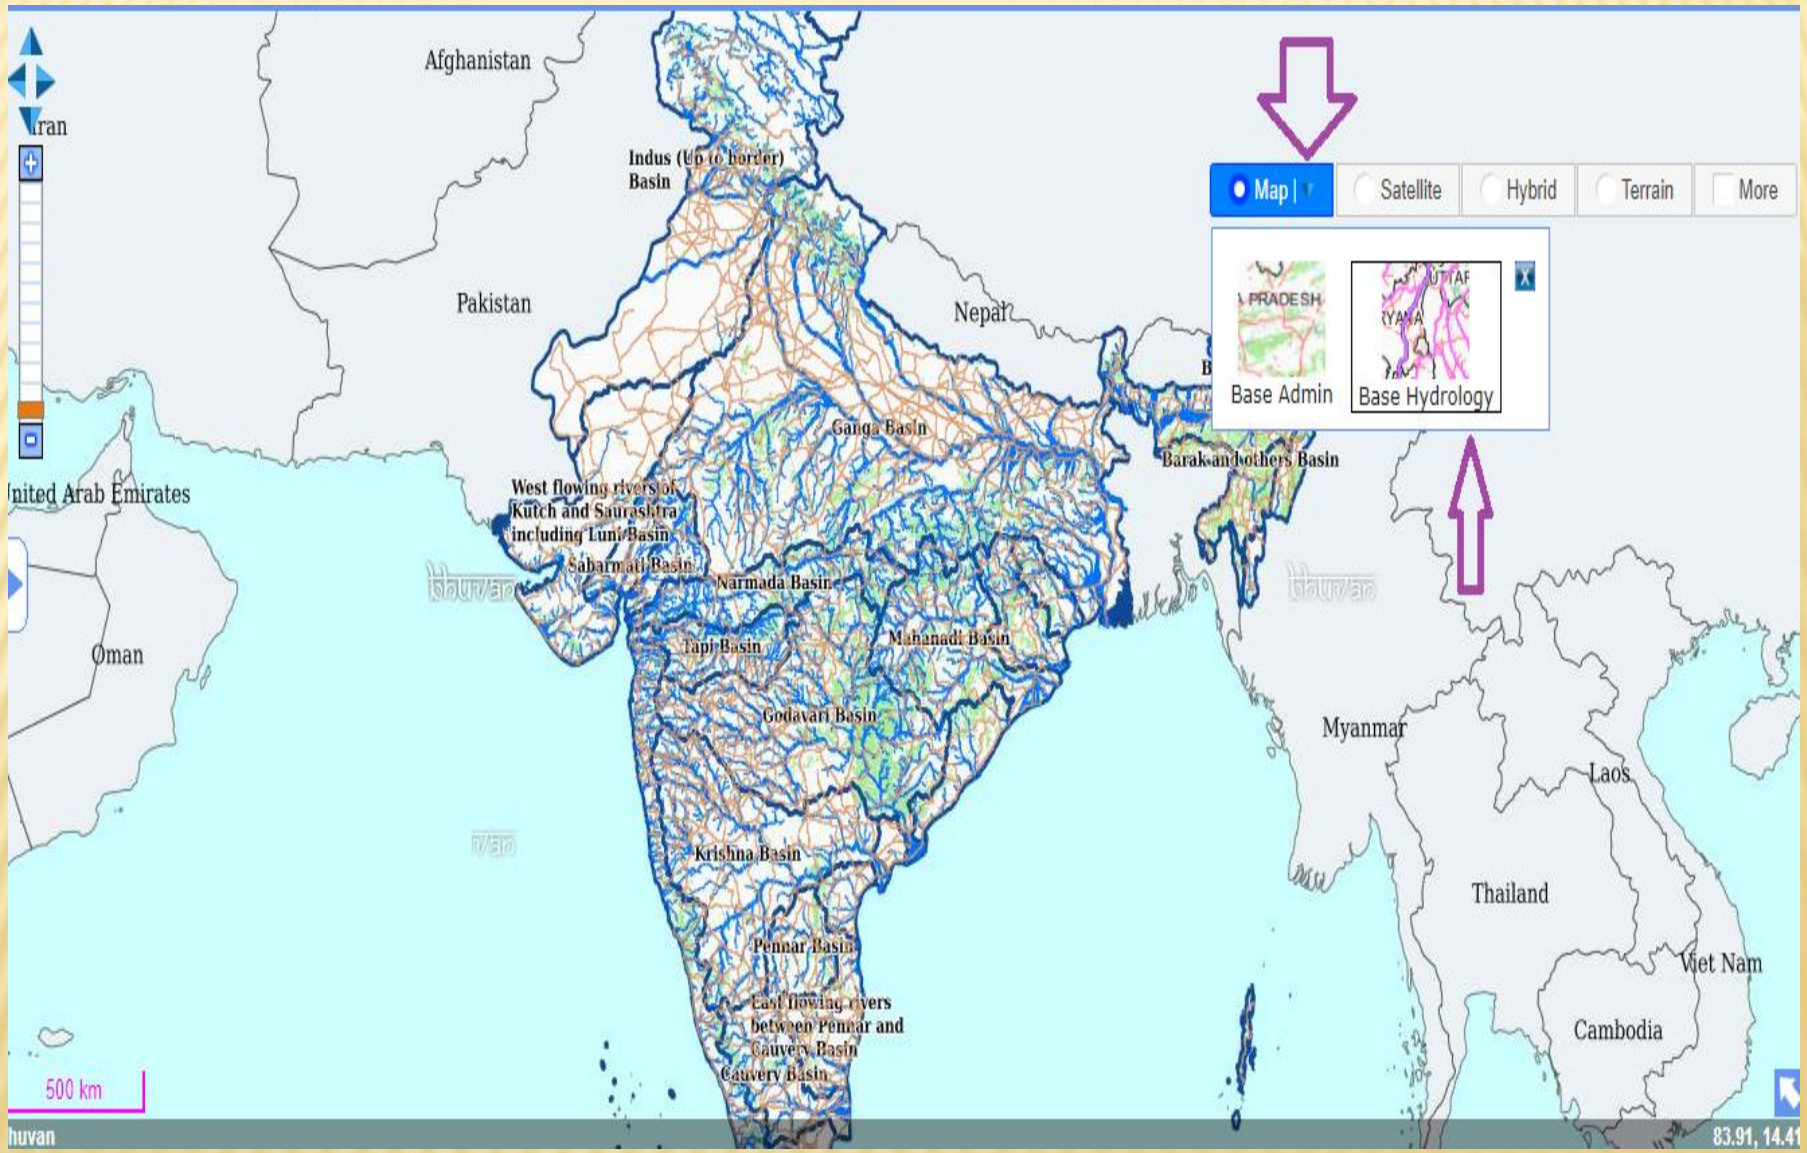 Afghanistan
Iran
Indus (Up to border)
Basin
Map |
Satellite
Hybrid
Terrain
More
Pakistan
Nepal
PRADESH
UTTAR
RYANA
X
Base Admin
Base Hydrology
B
Ganga Basin
Barak and others Basin
United Arab Emirates
West flowing rivers of
Kutch and Saurashtra
including Luni Basin
Sabarmati Basin
Narmada Basin
bhuvan
bhuvan
Oman
Tapi Basin
Mahanadi Basin
Godavari Basin
Myanmar
Laos
van
Krishna Basin
Thailand
Pennar Basin
Viet Nam
East flowing rivers
between Pennar and
Cauvery Basin
Cambodia
Cauvery Basin
500 km
huvan
83.91, 14.41